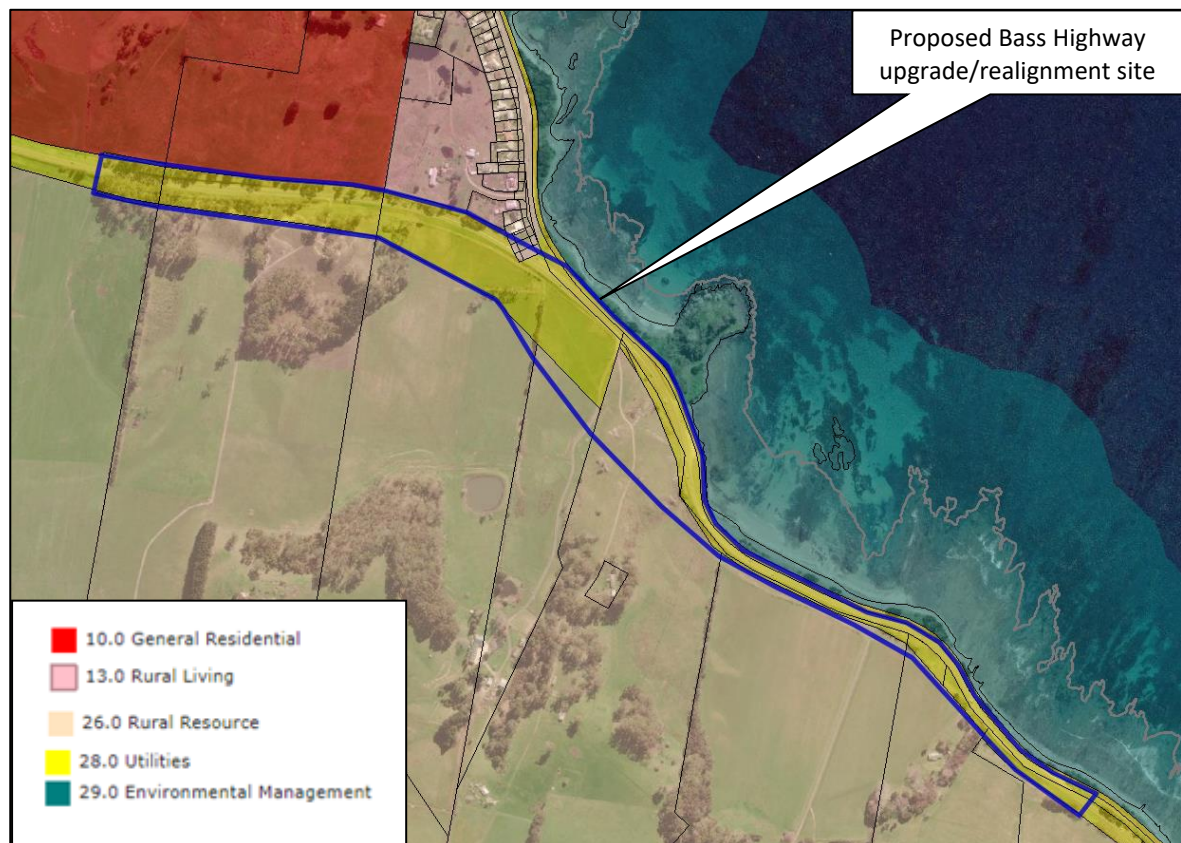 Proposed Bass Highway
upgrade/realignment site
10.0 General Residential
13.0 Rural Living
26.0 Rural Resource
28.0 Utilities
29.0 Environmental Management